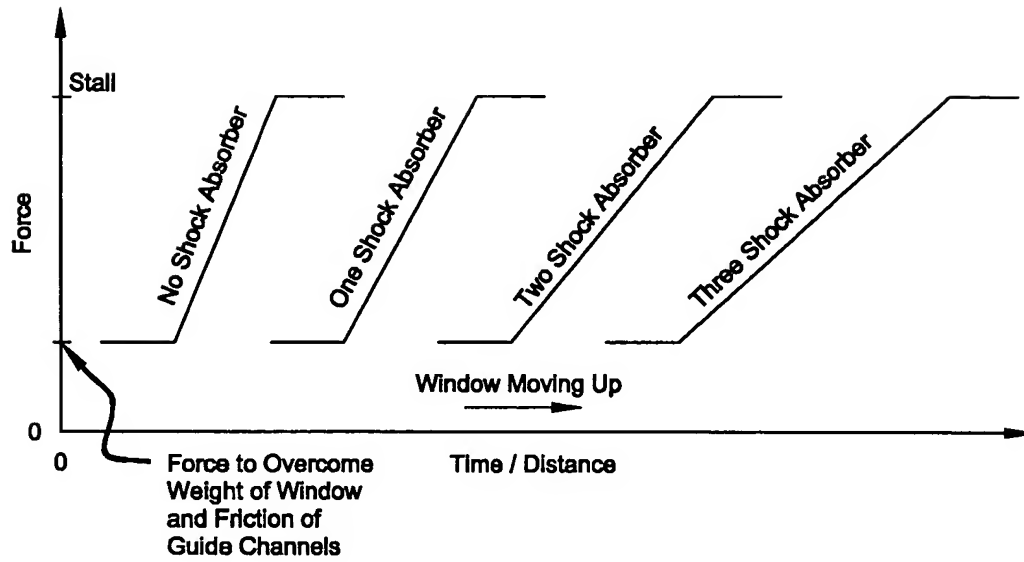 Stall
No Shock Absorber
One Shock Absorber
Two Shock Absorber
Three Shock Absorber
Force
Window Moving Up
0
0
Time / Distance
Force to Overcome
Weight of Window
and Friction of
Guide Channels